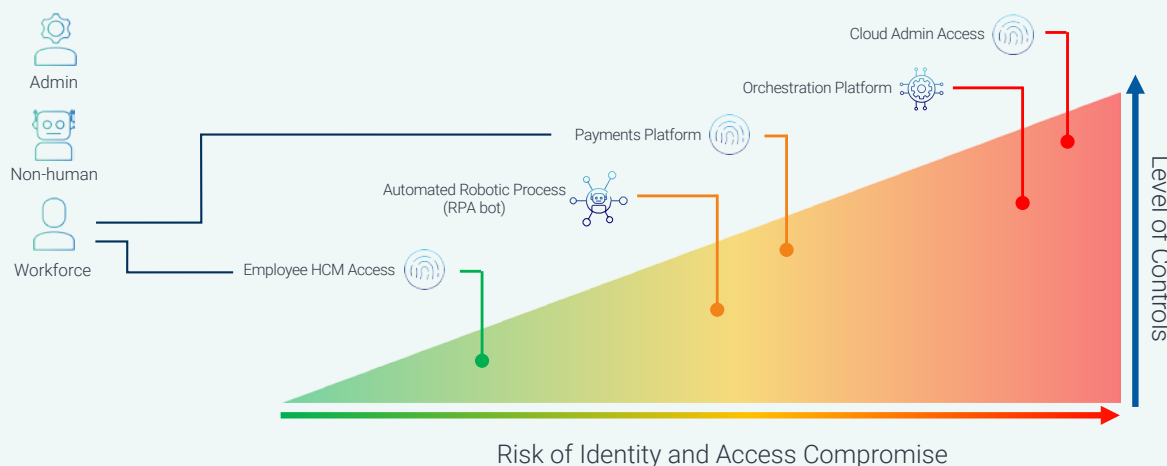 Admin
Non-human
Workforce
Cloud Admin Access
Orchestration Platform
Payments Platform
Automated Robotic Process
(RPA bot)
Employee HCM Access
Level of Controls
Risk of Identity and Access Compromise